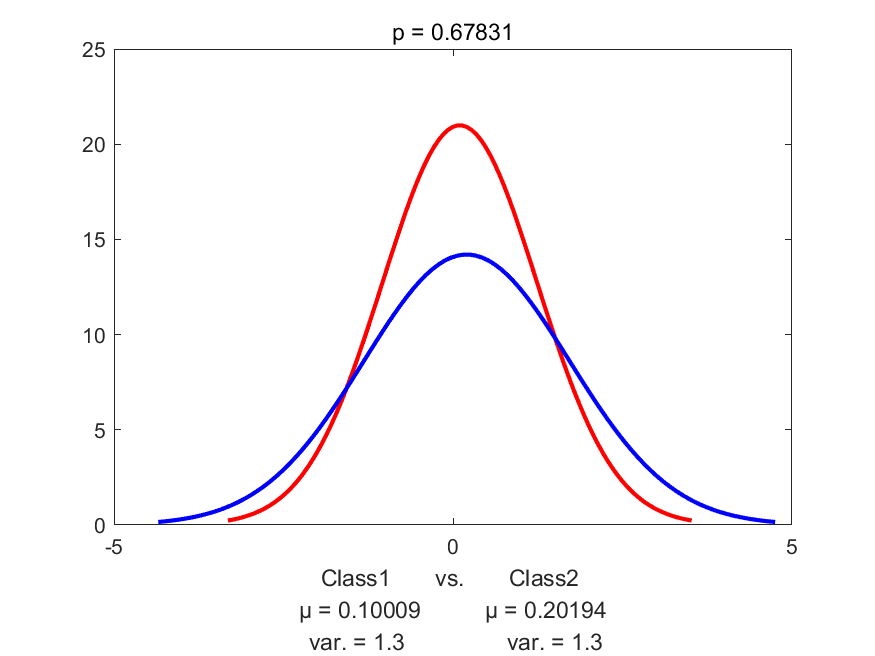 p = 0.67831
25
20
15
10
5
0
-5 0 5
Class1 vs. Class2
μ = 0.10009 μ = 0.20194
var. = 1.3 var. = 1.3